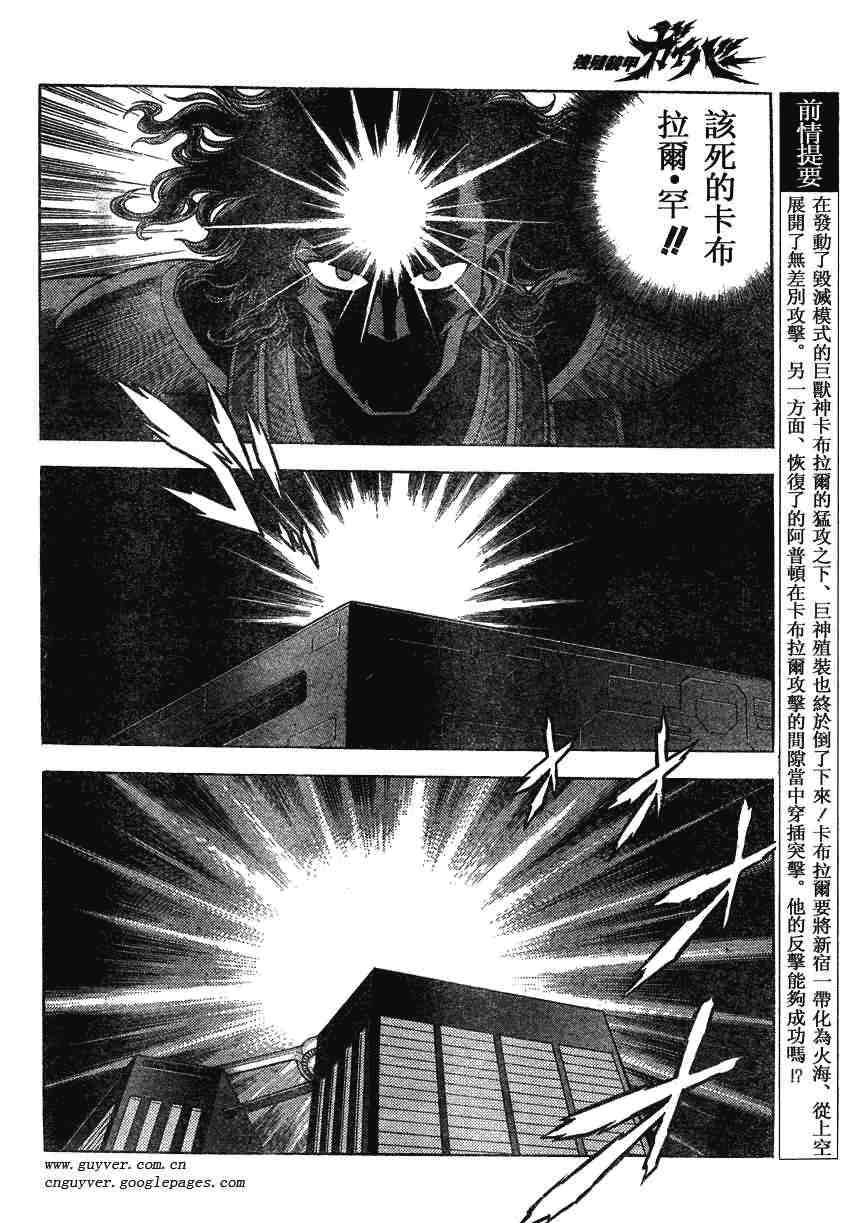 強殖裝甲
ガイバー
該死的卡布
拉爾・罕!!
前情提要
在發動了毀滅模式的巨獸神卡布拉爾的猛攻之下、巨神殖裝也終於倒了下來！卡布拉爾要將新宿一帶化為火海、從上空
展開了無差別攻擊。另一方面、恢復了的阿普頓在卡布拉爾攻擊的間隙當中穿插突擊。他的反擊能夠成功嗎!?
www.guyver.com.cn
cnguyver.googlepages.com